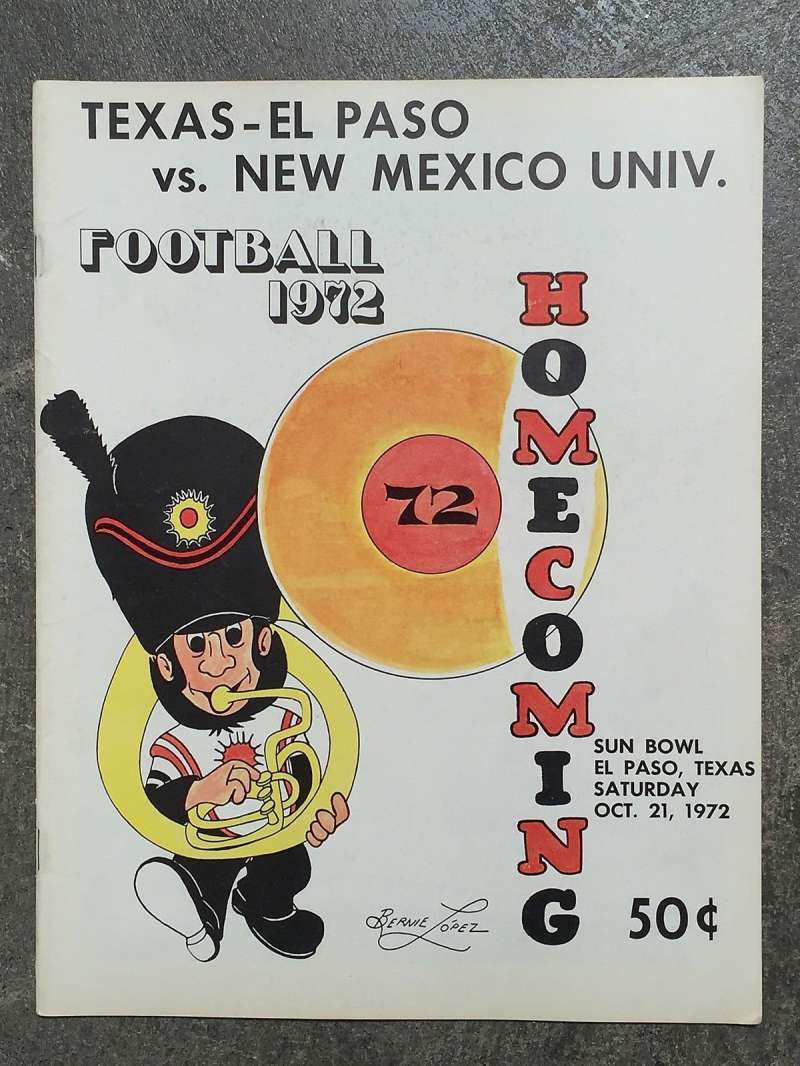 TEXAS-EL PASO
vs. NEW MEXICO UNIV.
FOOTBALL
1972
HOMECOMING
72
SUN BOWL
EL PASO, TEXAS
SATURDAY
OCT. 21, 1972
BERNIE LÓPEZ
50¢